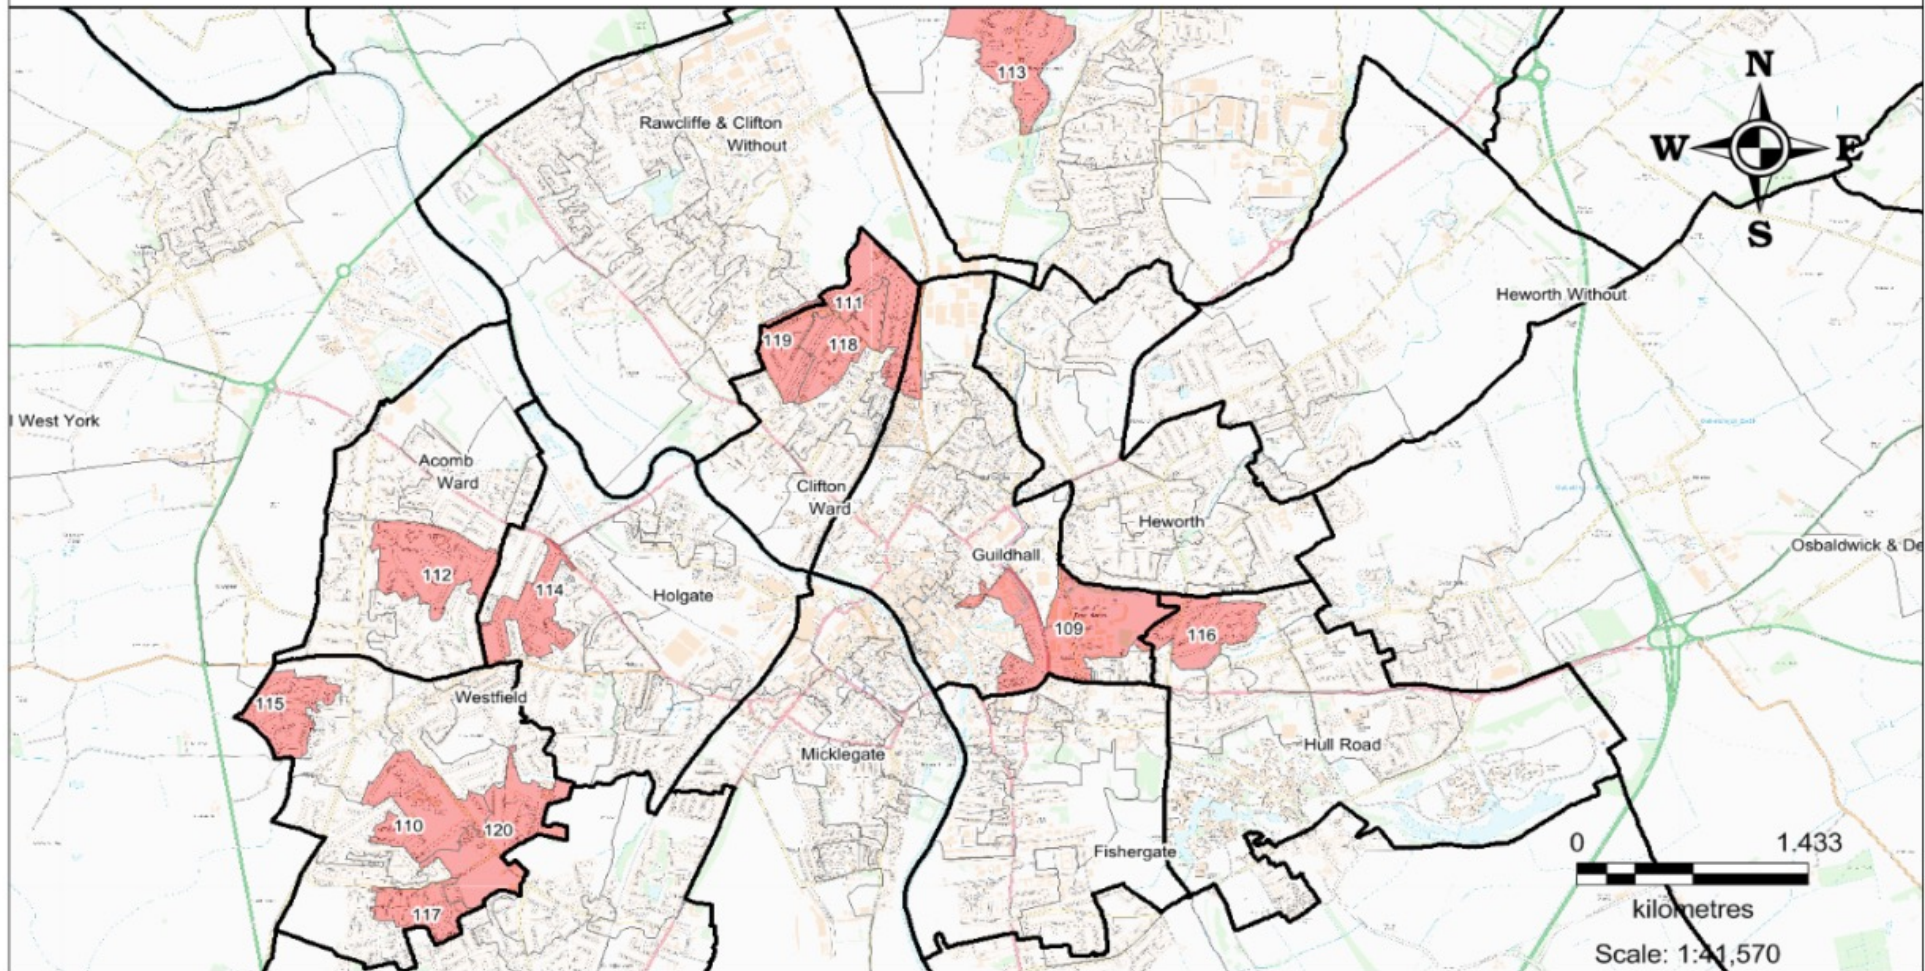 113
N
W
E
S
Rawcliffe & Clifton
Without
111
119
118
Heworth Without
l West York
Acomb
Ward
Clifton
Ward
Heworth
Guildhall
Osbaldwick & De
112
114
Holgate
109
116
115
Westfield
Micklegate
Hull Road
110
120
Fishergate
0
1.433
117
kilometres
Scale: 1:41,570